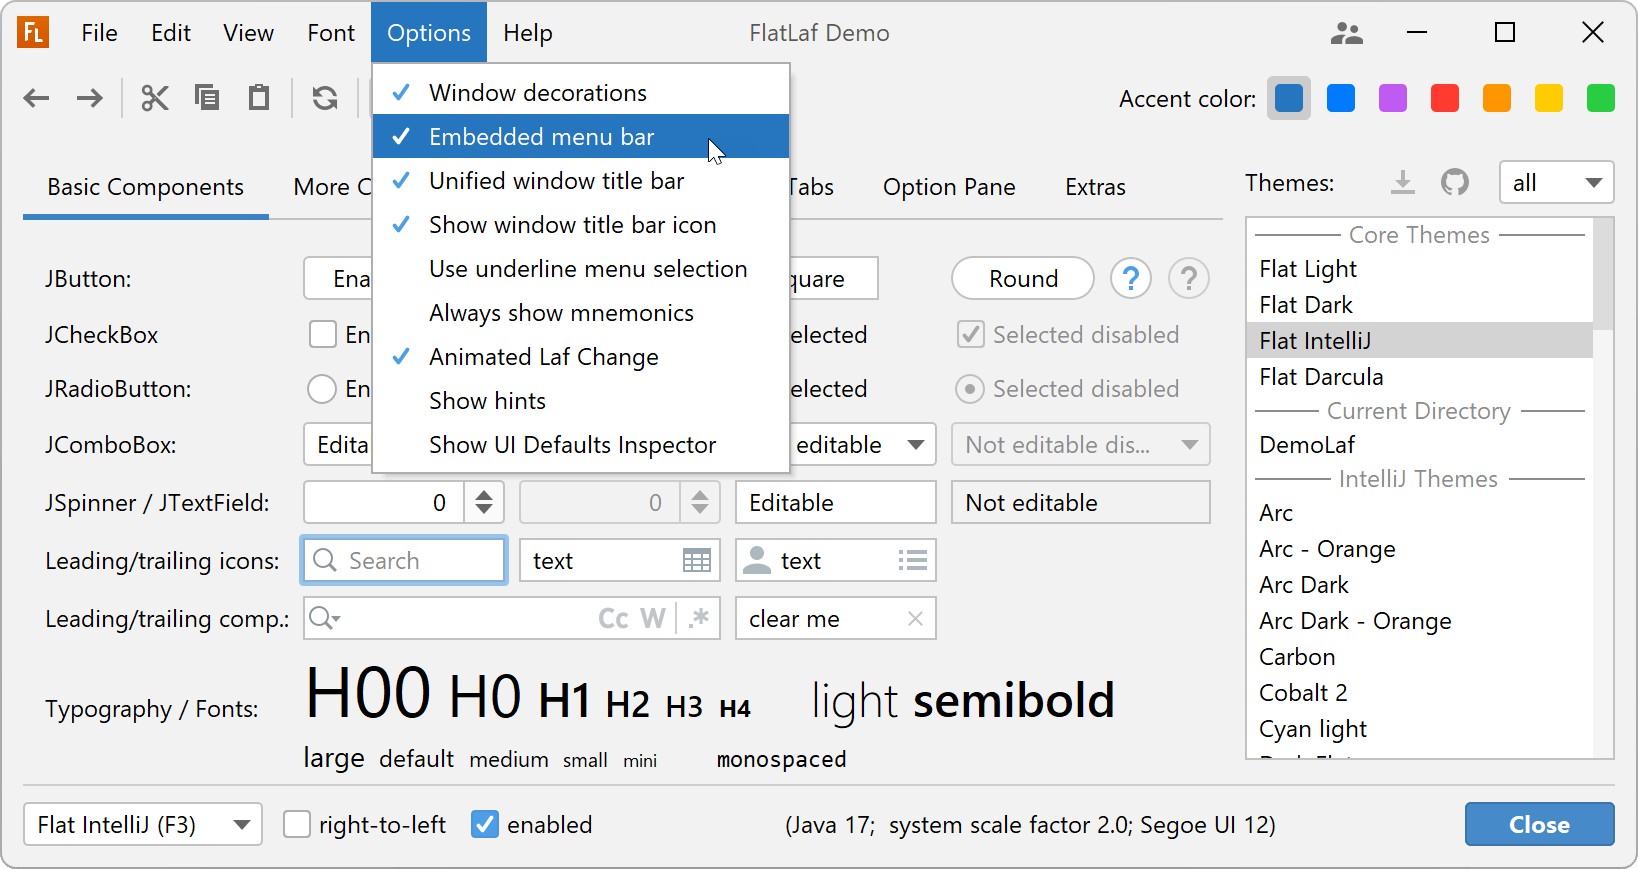 FL File Edit View Font Options Help FlatLaf Demo
Accent color:
Window decorations
Embedded menu bar
Unified window title bar
Show window title bar icon
Use underline menu selection
Always show mnemonics
Animated Laf Change
Show hints
Show UI Defaults Inspector
Basic Components More C Tabs Option Pane Extras
Themes: all
JButton: Ena quare Round ? ?
JCheckBox En elected Selected disabled
JRadioButton: En elected Selected disabled
JComboBox: Edita editable Not editable dis...
JSpinner / JTextField: 0 0 Editable Not editable
Leading/trailing icons: Search text text
Leading/trailing comp.: Cc W .* clear me
Typography / Fonts: H00 H0 H1 H2 H3 H4 light semibold
large default medium small mini monospaced
Core Themes
Flat Light
Flat Dark
Flat IntelliJ
Flat Darcula
Current Directory
DemoLaf
IntelliJ Themes
Arc
Arc - Orange
Arc Dark
Arc Dark - Orange
Carbon
Cobalt 2
Cyan light
Flat IntelliJ (F3) right-to-left enabled (Java 17; system scale factor 2.0; Segoe UI 12) Close